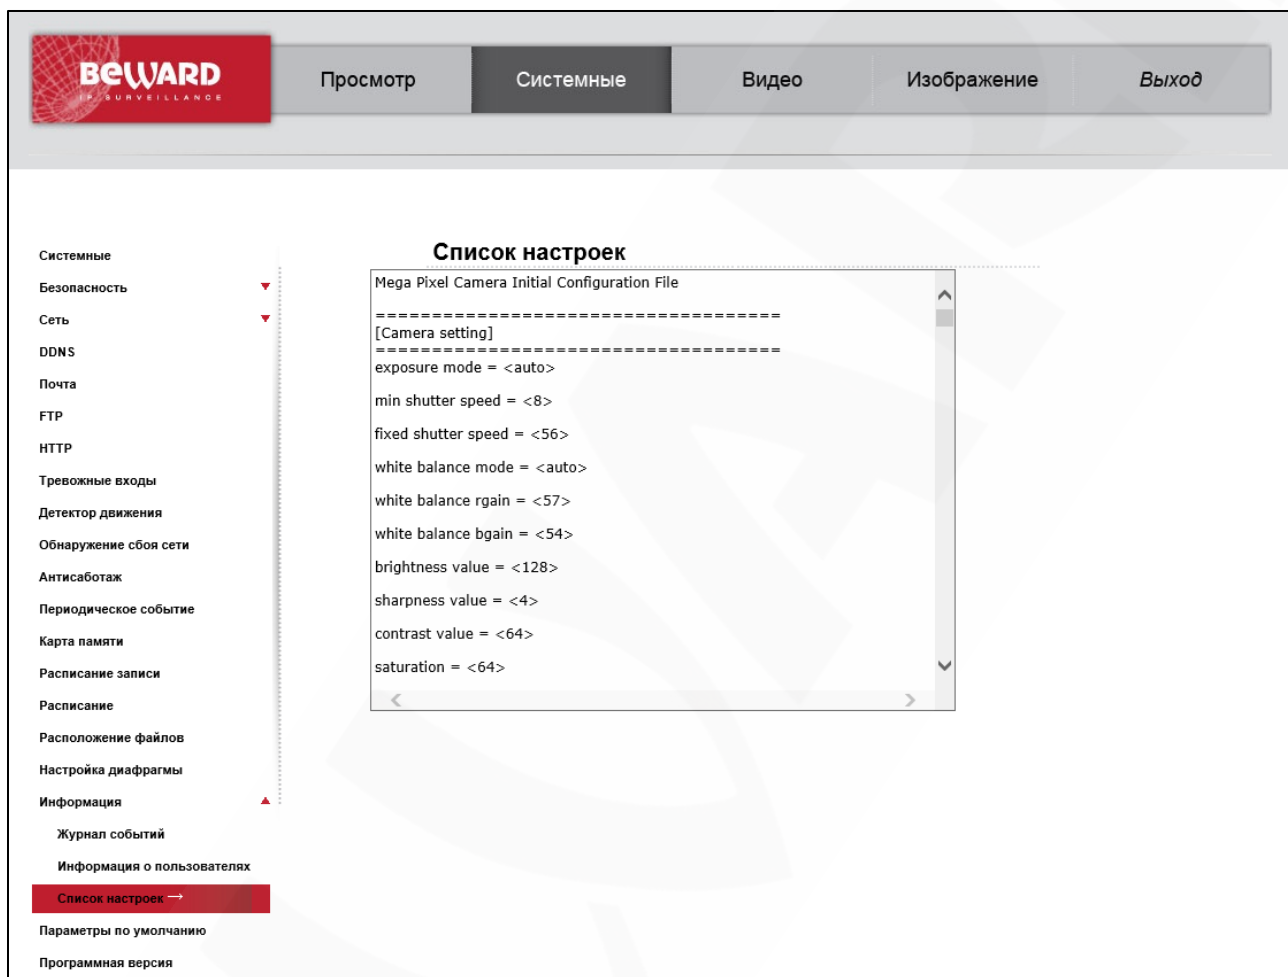 BEWARD
IP SURVEILLANCE
Просмотр
Системные
Видео
Изображение
Выход
Системные
Безопасность
Сеть
DDNS
Почта
FTP
HTTP
Тревожные входы
Детектор движения
Обнаружение сбоя сети
Антисаботаж
Периодическое событие
Карта памяти
Расписание записи
Расписание
Расположение файлов
Настройка диафрагмы
Информация
Журнал событий
Информация о пользователях
Список настроек →
Параметры по умолчанию
Программная версия
Список настроек
Mega Pixel Camera Initial Configuration File
====================================
[Camera setting]
====================================
exposure mode = <auto>
min shutter speed = <8>
fixed shutter speed = <56>
white balance mode = <auto>
white balance rgain = <57>
white balance bgain = <54>
brightness value = <128>
sharpness value = <4>
contrast value = <64>
saturation = <64>